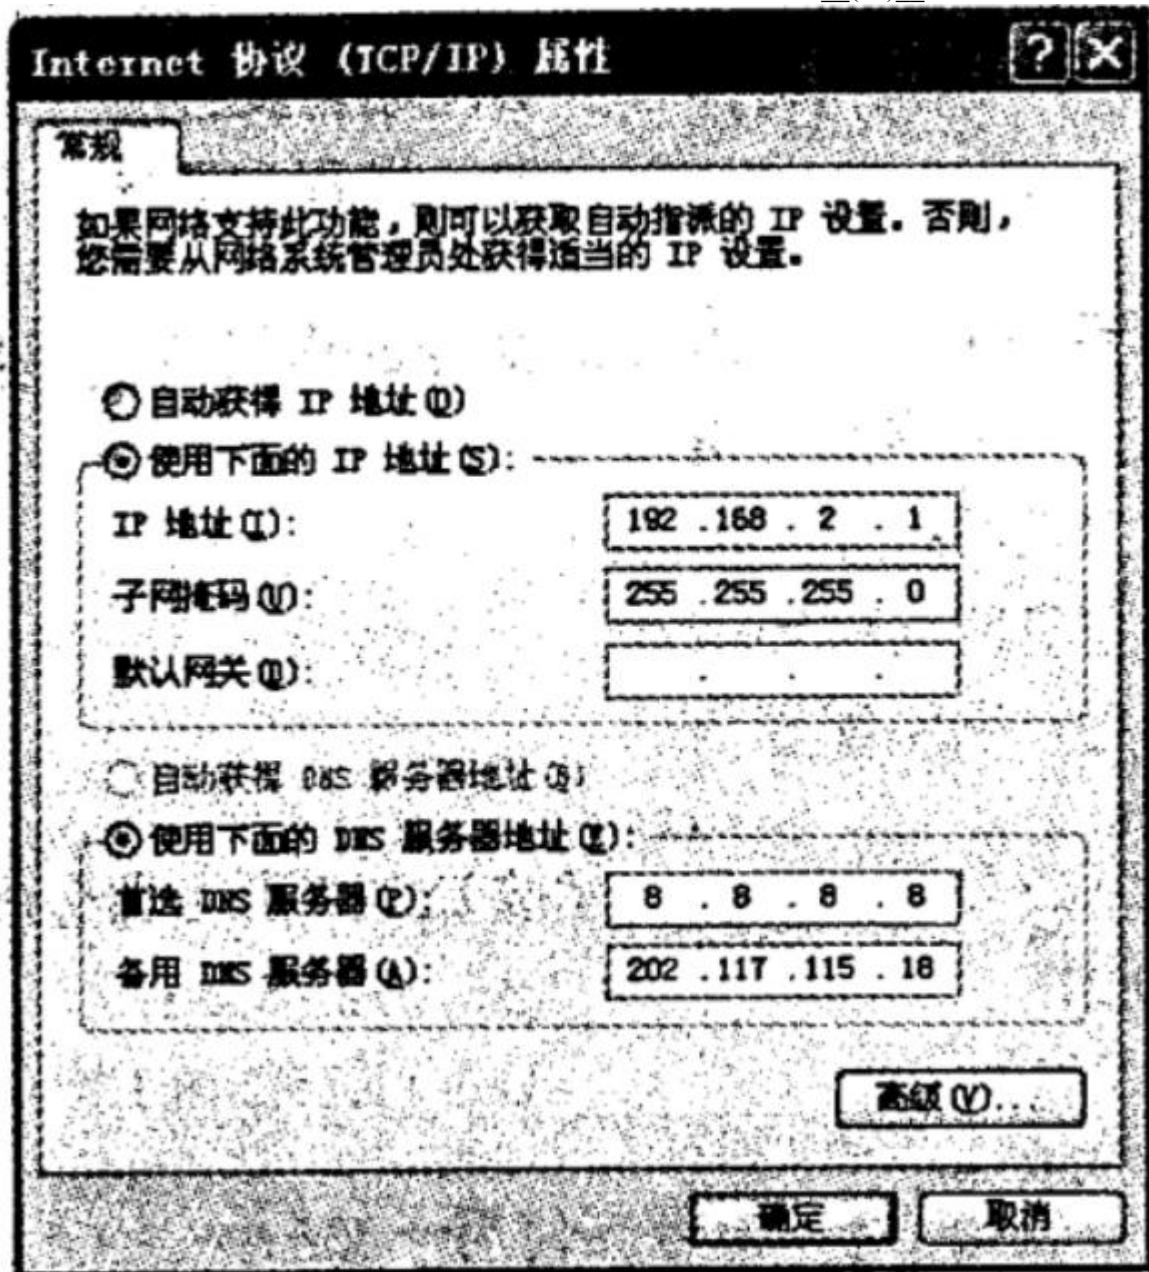 Internet 协议 (TCP/IP) 属性
常规
如果网络支持此功能，则可以获取自动指派的 IP 设置。否则，
您需要从网络系统管理员处获得适当的 IP 设置。
自动获得 IP 地址(O)
使用下面的 IP 地址(S):
IP 地址(I): 192 .168 . 2 . 1
子网掩码(U): 255 .255 .255 . 0
默认网关(D): . . .
自动获得 DNS 服务器地址(B)
使用下面的 DNS 服务器地址(E):
首选 DNS 服务器(P): 8 . 8 . 8 . 8
备用 DNS 服务器(A): 202 .117 .115 . 18
高级(V)...
确定 取消